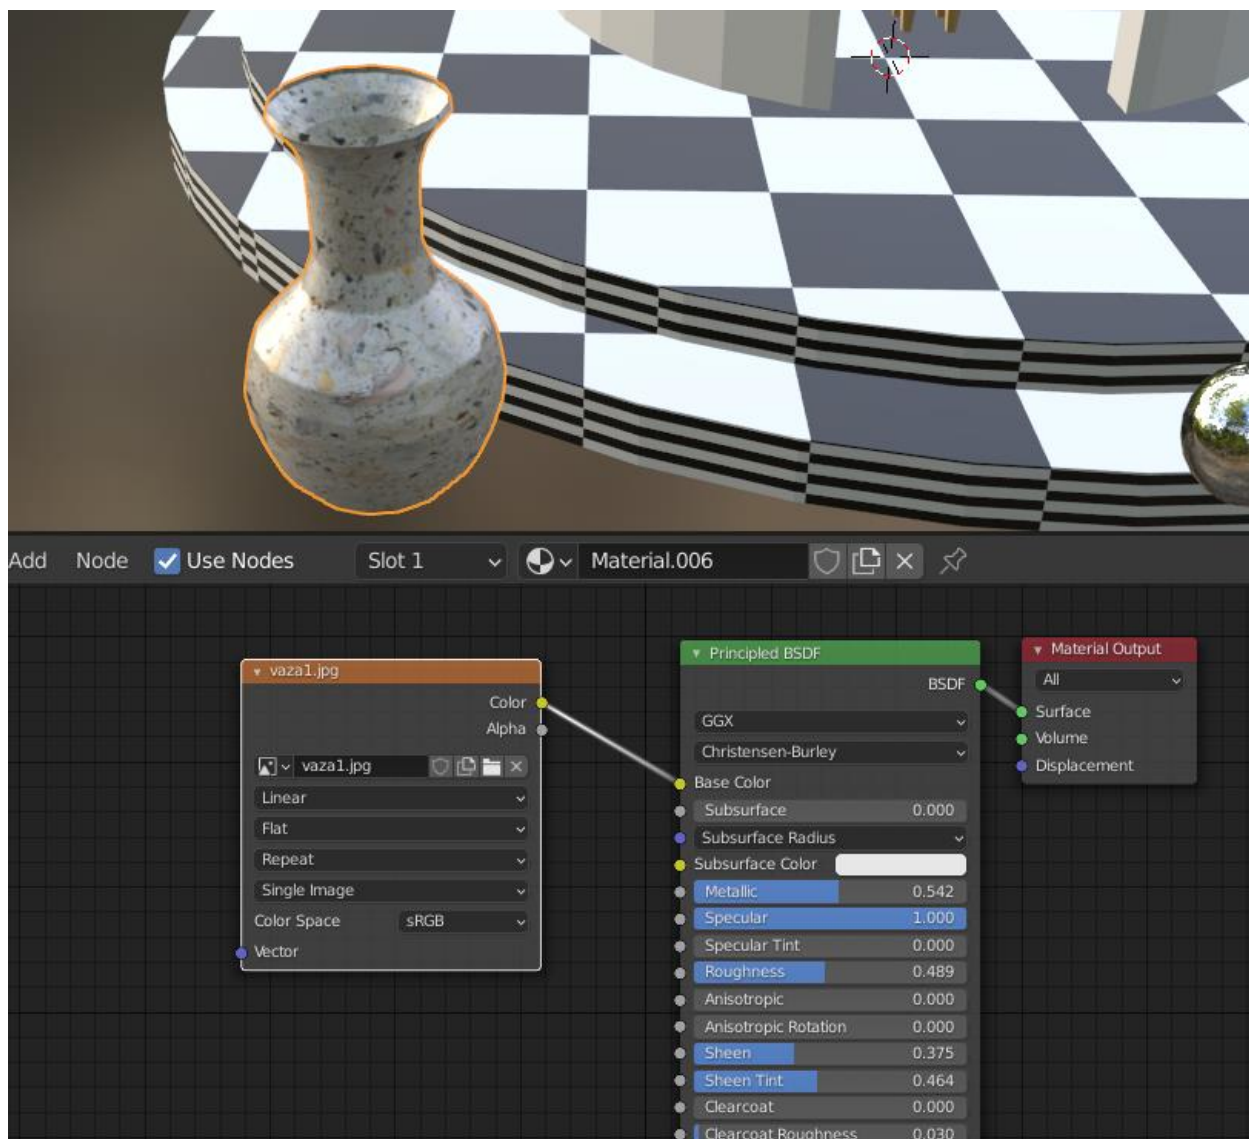 Add Node Use Nodes Slot 1 Material.006
vaza1.jpg
Color
Alpha
vaza1.jpg
Linear
Flat
Repeat
Single Image
Color Space sRGB
Vector
Principled BSDF
BSDF
GGX
Christensen-Burley
Base Color
Subsurface 0.000
Subsurface Radius
Subsurface Color
Metallic 0.542
Specular 1.000
Specular Tint 0.000
Roughness 0.489
Anisotropic 0.000
Anisotropic Rotation 0.000
Sheen 0.375
Sheen Tint 0.464
Clearcoat 0.000
Clearcoat Roughness 0.030
Material Output
All
Surface
Volume
Displacement